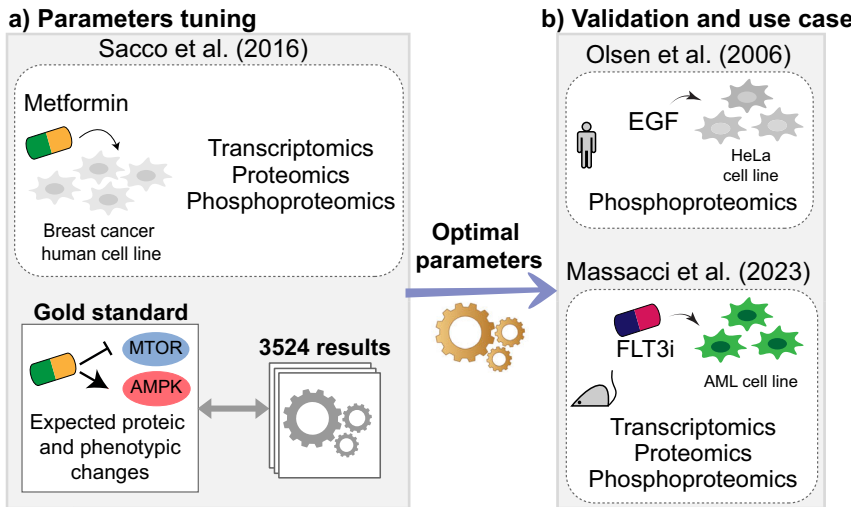 a) Parameters tuning
Sacco et al. (2016)
Metformin
Transcriptomics
Proteomics
Phosphoproteomics
Breast cancer
human cell line
Gold standard
MTOR
AMPK
Expected proteic
and phenotypic
changes
3524 results
Optimal
parameters
b) Validation and use case
Olsen et al. (2006)
EGF
HeLa
cell line
Phosphoproteomics
Massacci et al. (2023)
FLT3i
AML cell line
Transcriptomics
Proteomics
Phosphoproteomics